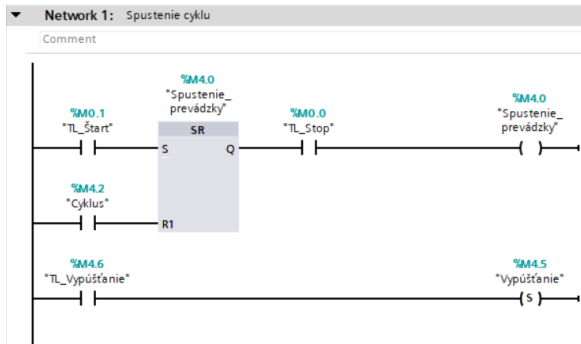 Network 1: Spustenie cyklu
Comment
%M4.0
"Spustenie_
prevádzky"
%M0.1
"TL_Štart"
SR
S
Q
%M0.0
"TL_Stop"
%M4.0
"Spustenie_
prevádzky"
( )
%M4.2
"Cyklus"
R1
%M4.6
"TL_Vypúšťanie"
%M4.5
"Vypúšťanie"
( S )